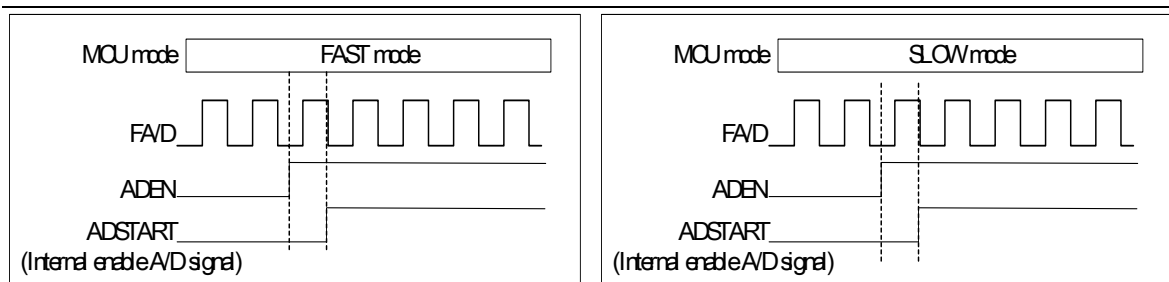 MCU mode FAST mode
FA/D
ADEN
ADSTART
(Internal enable A/D signal)
MCU mode SLOW mode
FA/D
ADEN
ADSTART
(Internal enable A/D signal)